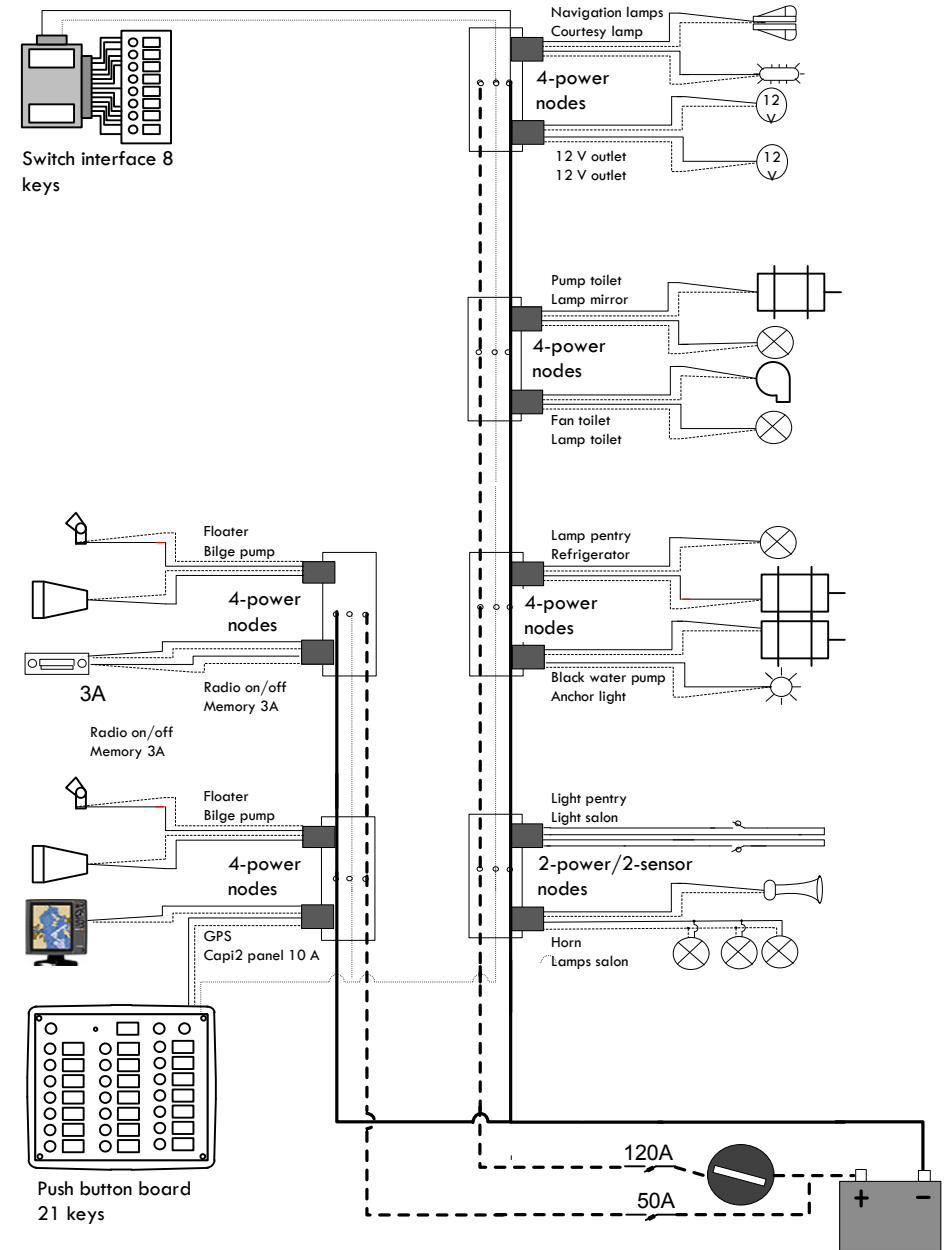 Navigation lamps
Courtesy lamp
4-power
nodes
12
V
12 V outlet
12 V outlet
12
V
Switch interface 8
keys
Pump toilet
Lamp mirror
4-power
nodes
Fan toilet
Lamp toilet
Floater
Bilge pump
4-power
nodes
3A
Radio on/off
Memory 3A
Radio on/off
Memory 3A
Lamp pentry
Refrigerator
4-power
nodes
Black water pump
Anchor light
Floater
Bilge pump
4-power
nodes
GPS
Capi2 panel 10 A
Light pentry
Light salon
2-power/2-sensor
nodes
Horn
Lamps salon
Push button board
21 keys
120A
50A
+
−